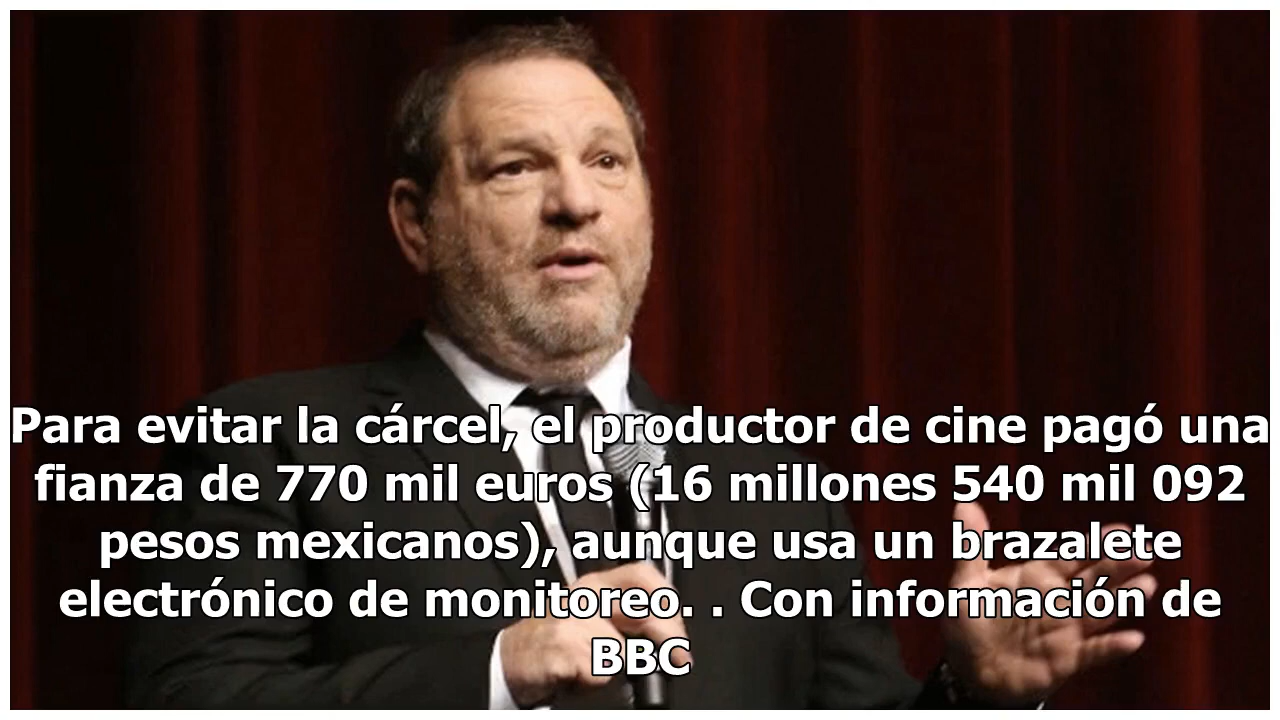 Para evitar la cárcel, el productor de cine pagó una
fianza de 770 mil euros (16 millones 540 mil 092
pesos mexicanos), aunque usa un brazalete
electrónico de monitoreo. . Con información de
BBC